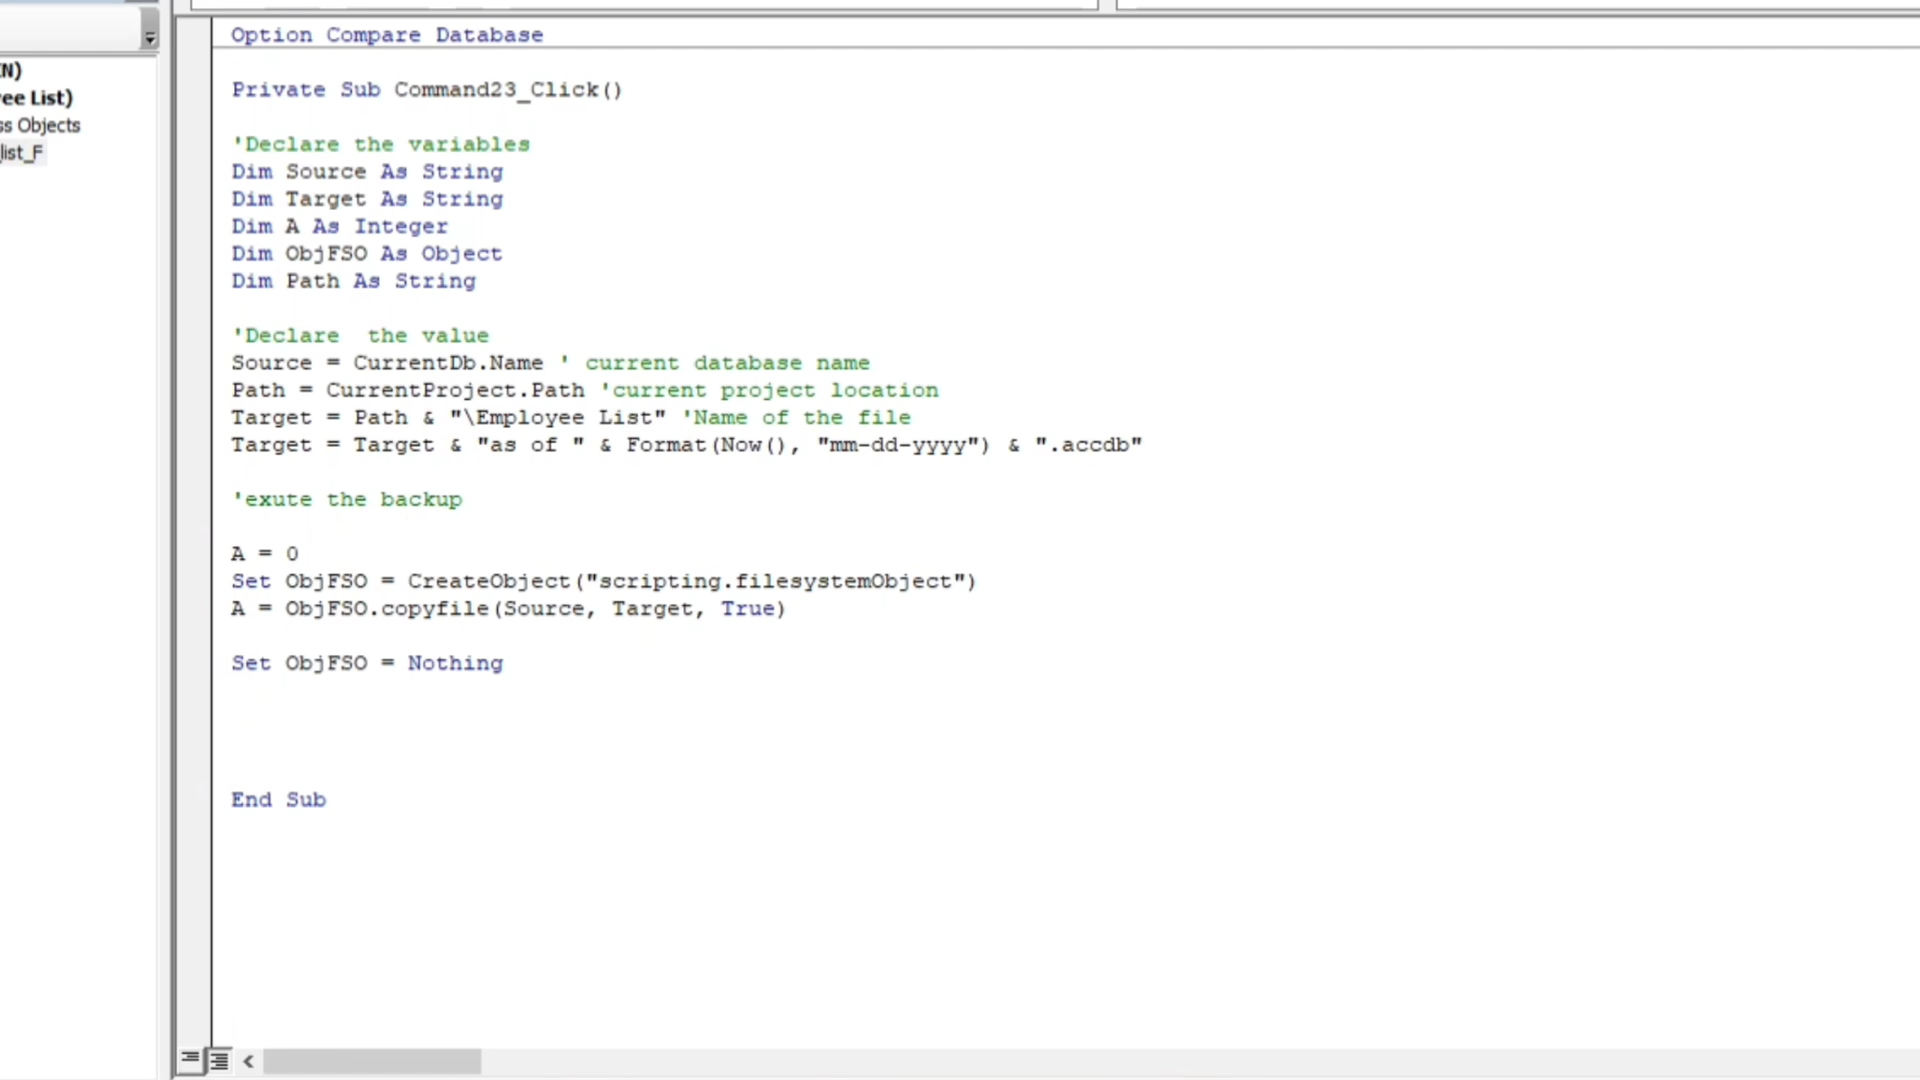 N)
ee List)
ss Objects
list_F
Option Compare Database
Private Sub Command23_Click()
'Declare the variables
Dim Source As String
Dim Target As String
Dim A As Integer
Dim ObjFSO As Object
Dim Path As String
'Declare  the value
Source = CurrentDb.Name ' current database name
Path = CurrentProject.Path 'current project location
Target = Path & "\Employee List" 'Name of the file
Target = Target & "as of " & Format(Now(), "mm-dd-yyyy") & ".accdb"
'exute the backup
A = 0
Set ObjFSO = CreateObject("scripting.filesystemObject")
A = ObjFSO.copyfile(Source, Target, True)
Set ObjFSO = Nothing
End Sub